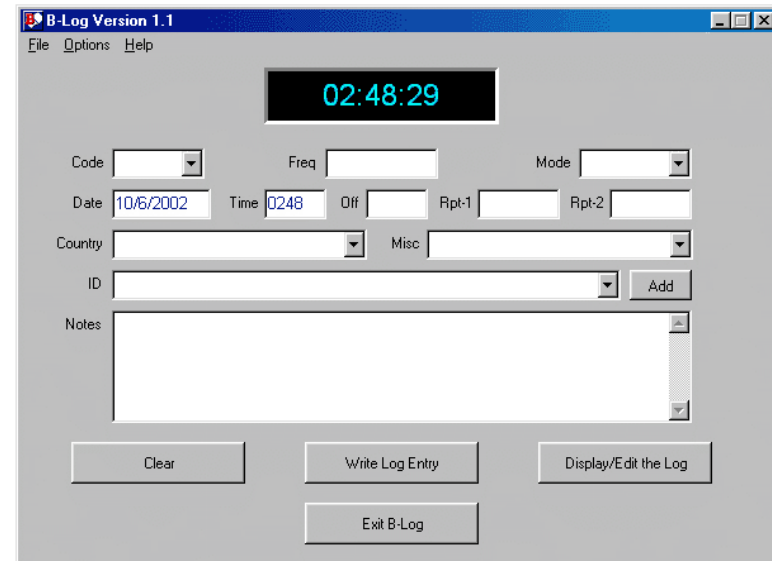 B-Log Version 1.1
File Options Help
02:48:29
Code Freq Mode
Date 10/6/2002 Time 0248 Off Rpt-1 Rpt-2
Country Misc
ID Add
Notes
Clear Write Log Entry Display/Edit the Log
Exit B-Log